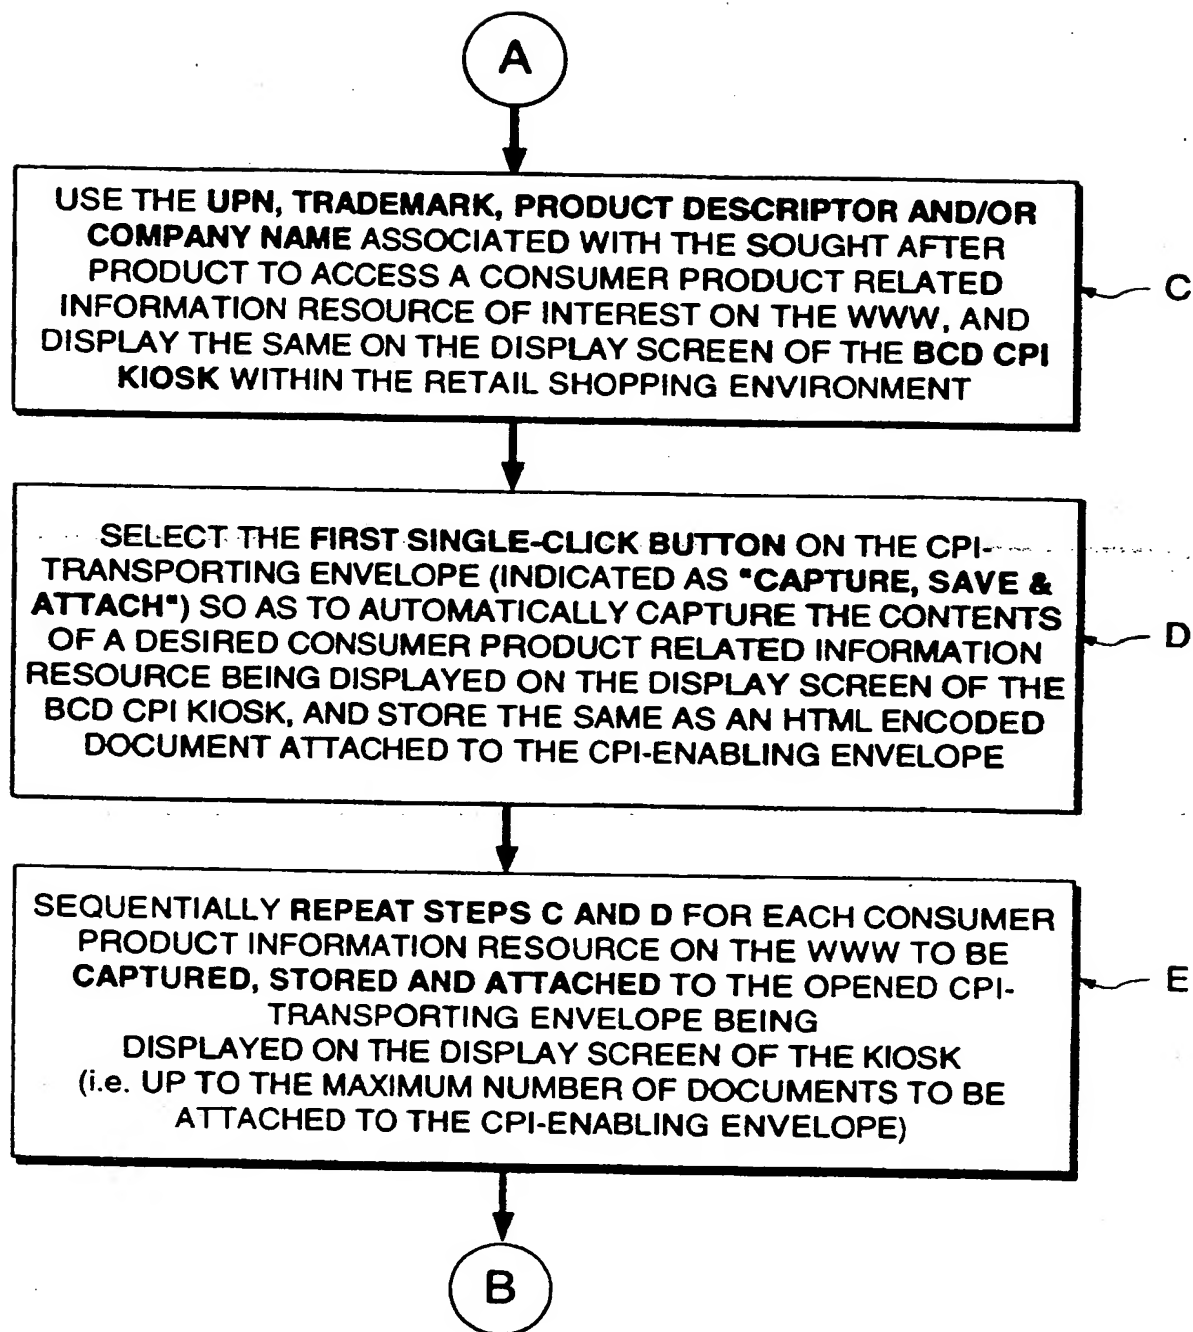 A
USE THE UPN, TRADEMARK, PRODUCT DESCRIPTOR AND/OR
COMPANY NAME ASSOCIATED WITH THE SOUGHT AFTER
PRODUCT TO ACCESS A CONSUMER PRODUCT RELATED
INFORMATION RESOURCE OF INTEREST ON THE WWW, AND
DISPLAY THE SAME ON THE DISPLAY SCREEN OF THE BCD CPI
KIOSK WITHIN THE RETAIL SHOPPING ENVIRONMENT
C
SELECT THE FIRST SINGLE-CLICK BUTTON ON THE CPI-
TRANSPORTING ENVELOPE (INDICATED AS "CAPTURE, SAVE &
ATTACH") SO AS TO AUTOMATICALLY CAPTURE THE CONTENTS
OF A DESIRED CONSUMER PRODUCT RELATED INFORMATION
RESOURCE BEING DISPLAYED ON THE DISPLAY SCREEN OF THE
BCD CPI KIOSK, AND STORE THE SAME AS AN HTML ENCODED
DOCUMENT ATTACHED TO THE CPI-ENABLING ENVELOPE
D
SEQUENTIALLY REPEAT STEPS C AND D FOR EACH CONSUMER
PRODUCT INFORMATION RESOURCE ON THE WWW TO BE
CAPTURED, STORED AND ATTACHED TO THE OPENED CPI-
TRANSPORTING ENVELOPE BEING
DISPLAYED ON THE DISPLAY SCREEN OF THE KIOSK
(i.e. UP TO THE MAXIMUM NUMBER OF DOCUMENTS TO BE
ATTACHED TO THE CPI-ENABLING ENVELOPE)
E
B